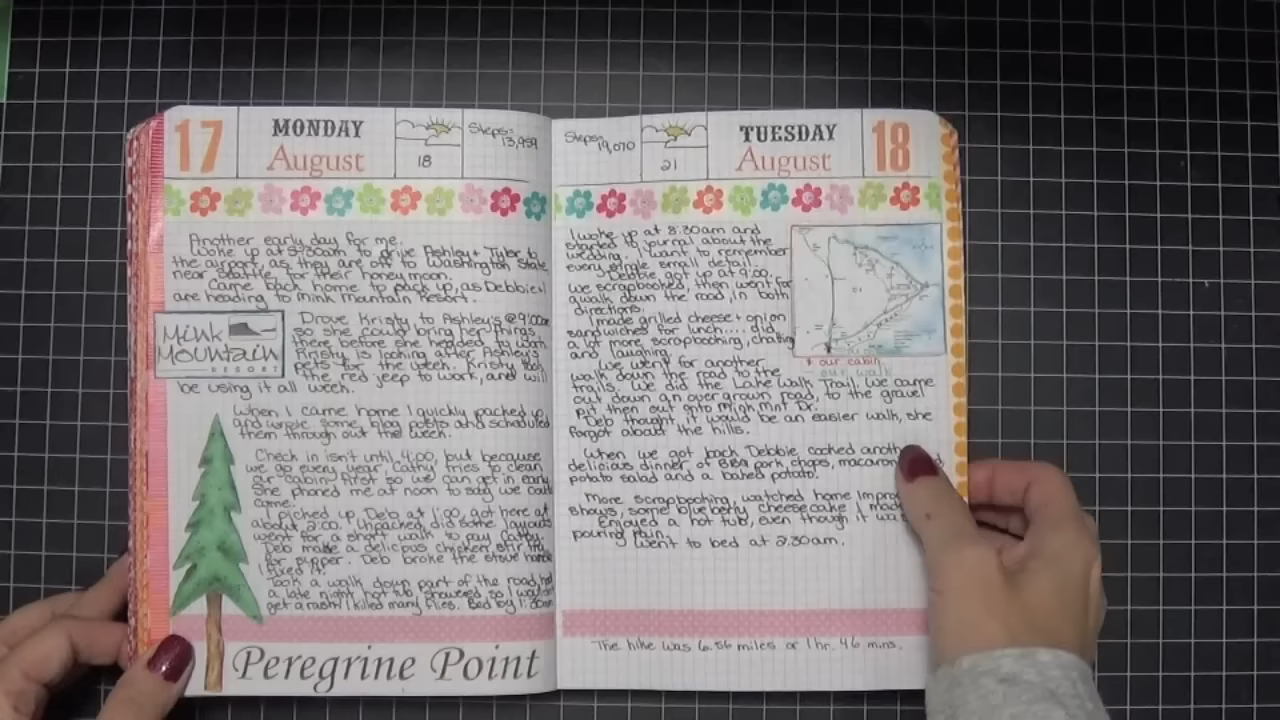 17
MONDAY
August
18
Steps-
13,939
Another early day for me.
Woke up at 5:30am to drive Ashley + Tyler to
the airport as they are off to Washington State,
near Seattle for their honeymoon.
Came back home to pack up, as Debbie + I
are heading to Mink Mountain Resort.
Mink
Mountain
RESORT
Drove Kristy to Ashley's @ 9:00am
so she could bring her things
there before she headed to work
Kristy is looking after Ashley's
pets for the week. Kristy took
the red jeep to work, and will
be using it all week.
When I came home I quickly packed up,
and wrote some blog posts and scheduled
them through out the week.
Check in isn't until 4:00, but because
we go every year, Cathy tries to clean
our cabin first so we can get in early.
She phoned me at noon to say we could
come.
Picked up Deb at 1:00, got here at
about 2:00. Unpacked, did some layouts
went for a short walk to pay Cathy.
Deb made a delicious chicken stir fry
for supper. Deb broke the stove handle
I fixed it.
Took a walk down part of the road, had
a late night hot tub, showered so I wouldn't
get a rash. I killed many flies. Bed by 1:30am
Peregrine Point
Steps-
19,070
21
TUESDAY
August
18
I woke up at 8:30am and
started to journal about the
wedding. I want to remember
every single small detail.
Debbie got up at 9:00.
We scrapbooked, then went for
a walk down the road, in both
directions.
I made grilled cheese + onion
sandwiches for lunch.... did
a lot more scrapbooking, chatting
and laughing.
We went for another
walk down the road to the
trails. We did the Lake Walk Trail. We came
out down an over grown road, to the gravel
pit then out onto Mink Mnt Dr.
Deb thought it would be an easier walk, she
forgot about the hills.
our cabin
our walk
When we got back Debbie cooked
delicious dinner of BBQ pork chops,
potato salad and a baked potato.
More scrapbooking, watched home
shows, some blueberry cheesecake I made
Enjoyed a hot tub, even though it was
pouring rain.
Went to bed at 2:30am.
The hike was 6.56 miles or 1 hr. 46 mins.